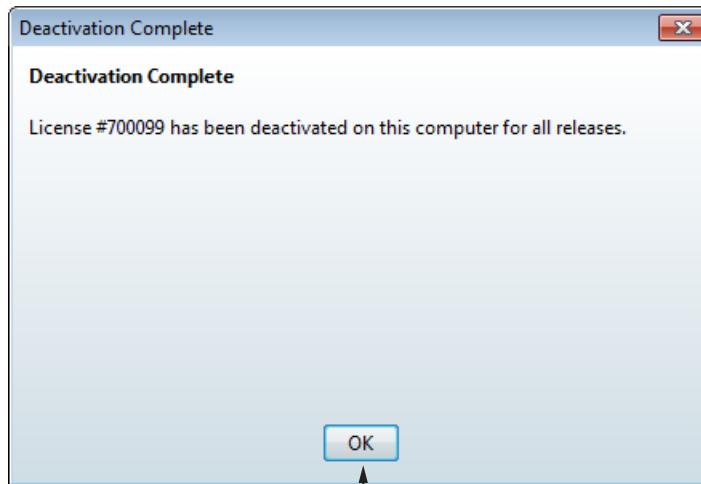 Deactivation Complete
Deactivation Complete
License #700099 has been deactivated on this computer for all releases.
OK